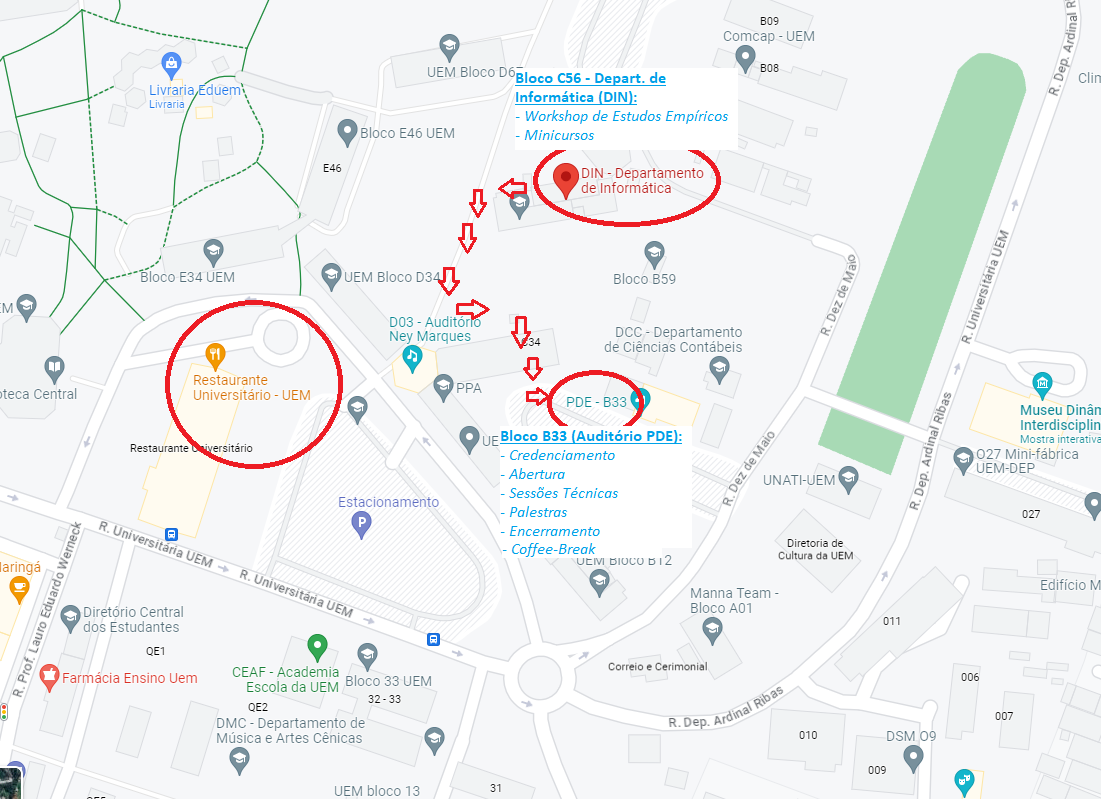 B09
Comcap - UEM
B08
R. Dep. Ardinal Ribas
UEM Bloco D67
Livraria Eduem
Livraria
Bloco C56 - Depart. de
Informática (DIN):
- Workshop de Estudos Empíricos
- Minicursos
Bloco E46 UEM
E46
DIN - Departamento
de Informática
Bloco E34 UEM
UEM Bloco D34
Bloco B59
R. Dez de Maio
R. Universitária UEM
D03 - Auditório
Ney Marques
C34
DCC - Departamento
de Ciências Contábeis
PPA
PDE - B33
Restaurante
Universitário - UEM
Restaurante Universitário
oteca Central
Museu Dinâm
Interdisciplin
Mostra interativa
Bloco B33 (Auditório PDE):
- Credenciamento
- Abertura
- Sessões Técnicas
- Palestras
- Encerramento
- Coffee-Break
R. Dez de Maio
R. Dep. Ardinal Ribas
O27 Mini-fábrica
UEM-DEP
UNATI-UEM
027
Estacionamento
R. Universitária UEM
R. Universitária UEM
R. Prof. Lauro Eduardo Werneck
Diretoria de
Cultura da UEM
UEM Bloco B12
Manna Team -
Bloco A01
Edifício M
Diretório Central
dos Estudantes
QE1
011
Farmácia Ensino Uem
CEAF - Academia
Escola da UEM
Bloco 33 UEM
32 - 33
Correio e Cerimonial
006
QE2
007
DMC - Departamento de
Música e Artes Cênicas
R. Dep. Ardinal Ribas
010
DSM O9
009
UEM bloco 13
31